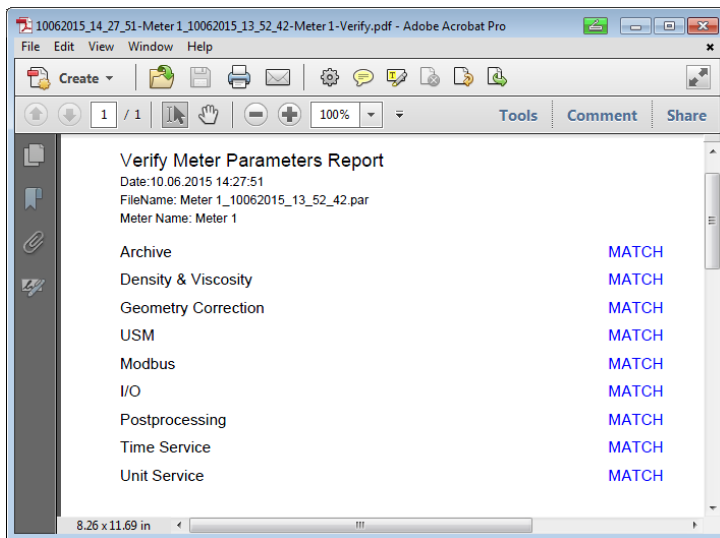 10062015_14_27_51-Meter 1_10062015_13_52_42-Meter 1-Verify.pdf - Adobe Acrobat Pro
File Edit View Window Help
Create
1 / 1 100% Tools Comment Share
Verify Meter Parameters Report
Date:10.06.2015 14:27:51
FileName: Meter 1_10062015_13_52_42.par
Meter Name: Meter 1
Archive MATCH
Density & Viscosity MATCH
Geometry Correction MATCH
USM MATCH
Modbus MATCH
I/O MATCH
Postprocessing MATCH
Time Service MATCH
Unit Service MATCH
8.26 x 11.69 in